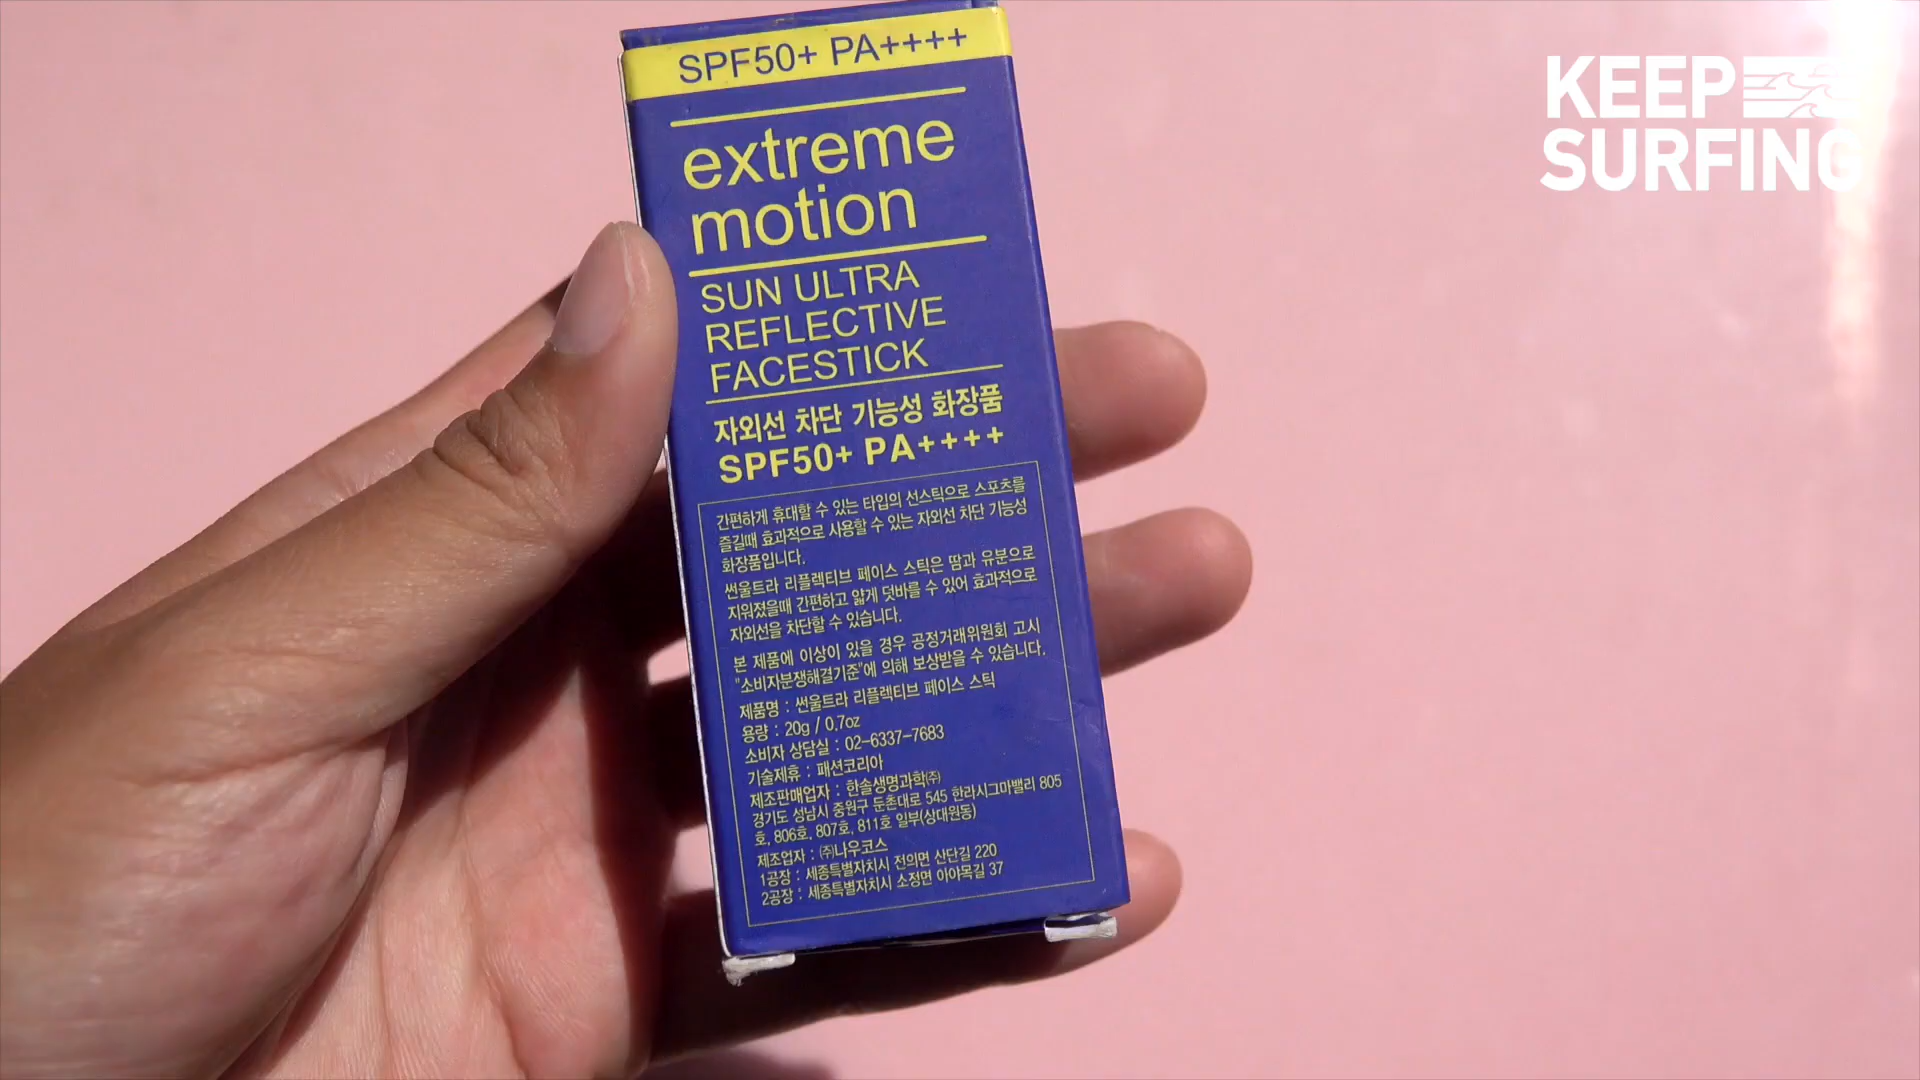 SPF50+ PA++++
extreme
motion
SUN ULTRA
REFLECTIVE
FACESTICK
자외선 차단 기능성 화장품
SPF50+ PA++++
간편하게 휴대할 수 있는 타입의 선스틱으로 스포츠를
즐길때 효과적으로 사용할 수 있는 자외선 차단 기능성
화장품입니다.
썬울트라 리플렉티브 페이스 스틱은 땀과 유분으로
지워졌을때 간편하고 얇게 덧바를 수 있어 효과적으로
자외선을 차단할 수 있습니다.
본 제품에 이상이 있을 경우 공정거래위원회 고시
"소비자분쟁해결기준"에 의해 보상받을 수 있습니다.
제품명 : 썬울트라 리플렉티브 페이스 스틱
용량 : 20g / 0.7oz
소비자 상담실 : 02-6337-7683
기술제휴 : 패션코리아
제조판매업자 : 한솔생명과학㈜
경기도 성남시 중원구 둔촌대로 545 한라시그마밸리 805
호, 806호, 807호, 811호 일부(상대원동)
제조업자 : ㈜나우코스
1공장 : 세종특별자치시 전의면 산단길 220
2공장 : 세종특별자치시 소정면 아야목길 37
KEEP
SURFING